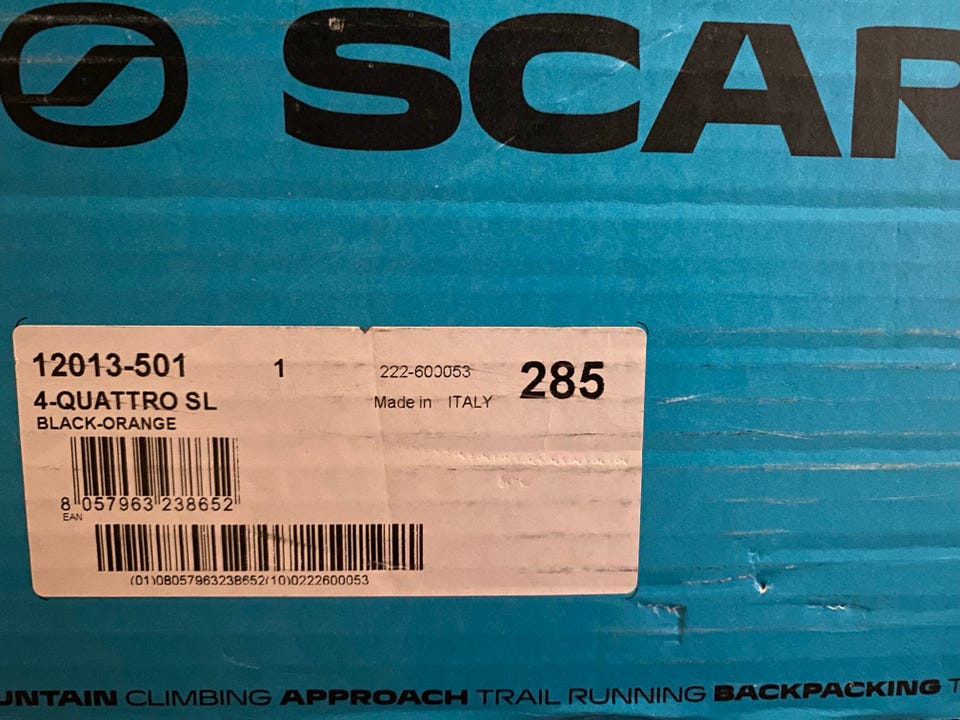 SCAR
12013-501 1 222-600053 285
4-QUATTRO SL Made in ITALY
BLACK-ORANGE
8 057963 238652
EAN
(01)08057963238652(10)0222600053
UNTAIN CLIMBING APPROACH TRAIL RUNNING BACKPACKING T